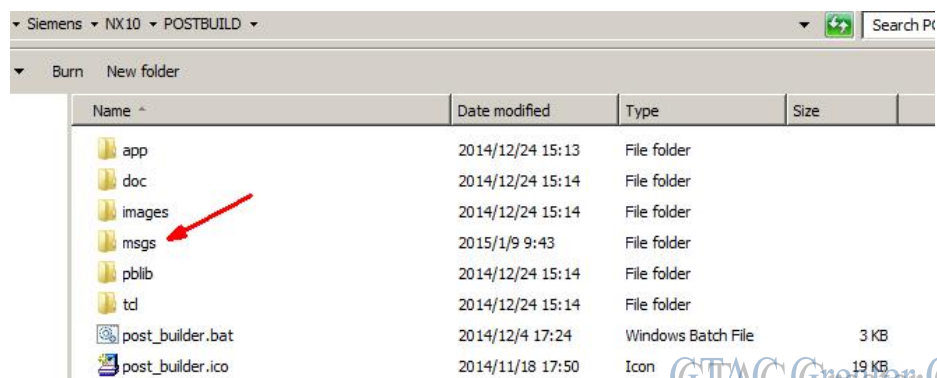 Siemens NX10 POSTBUILD Search P
Burn New folder
Name Date modified Type Size
app 2014/12/24 15:13 File folder
doc 2014/12/24 15:14 File folder
images 2014/12/24 15:14 File folder
msgs 2015/1/9 9:43 File folder
pblib 2014/12/24 15:14 File folder
tcl 2014/12/24 15:14 File folder
post_builder.bat 2014/12/4 17:24 Windows Batch File 3 KB
post_builder.ico 2014/11/18 17:50 Icon 19 KB
GTAC